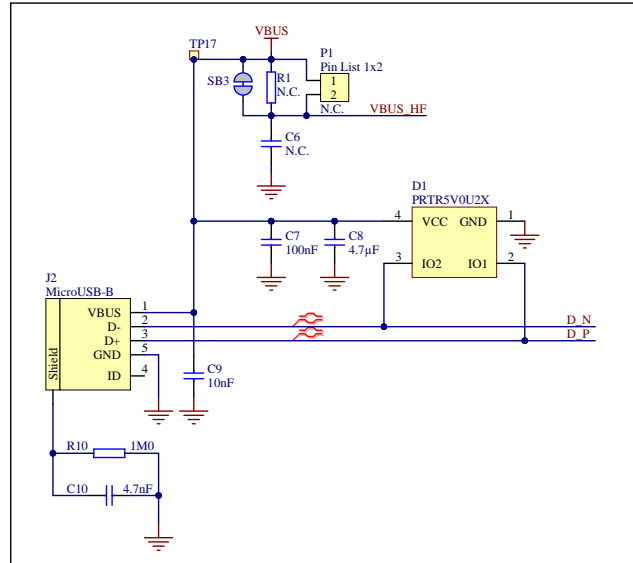 VBUS
TP17
P1
Pin List 1x2
SB3
R1
N.C.
1
2
N.C.
VBUS_HF
C6
N.C.
D1
PRTR5V0U2X
4
VCC
GND
1
C7
100nF
C8
4.7µF
3
IO2
IO1
2
J2
MicroUSB-B
VBUS
1
D-
2
D_N
D+
3
D_P
GND
5
ID
4
Shield
C9
10nF
R10
1M0
C10
4.7nF